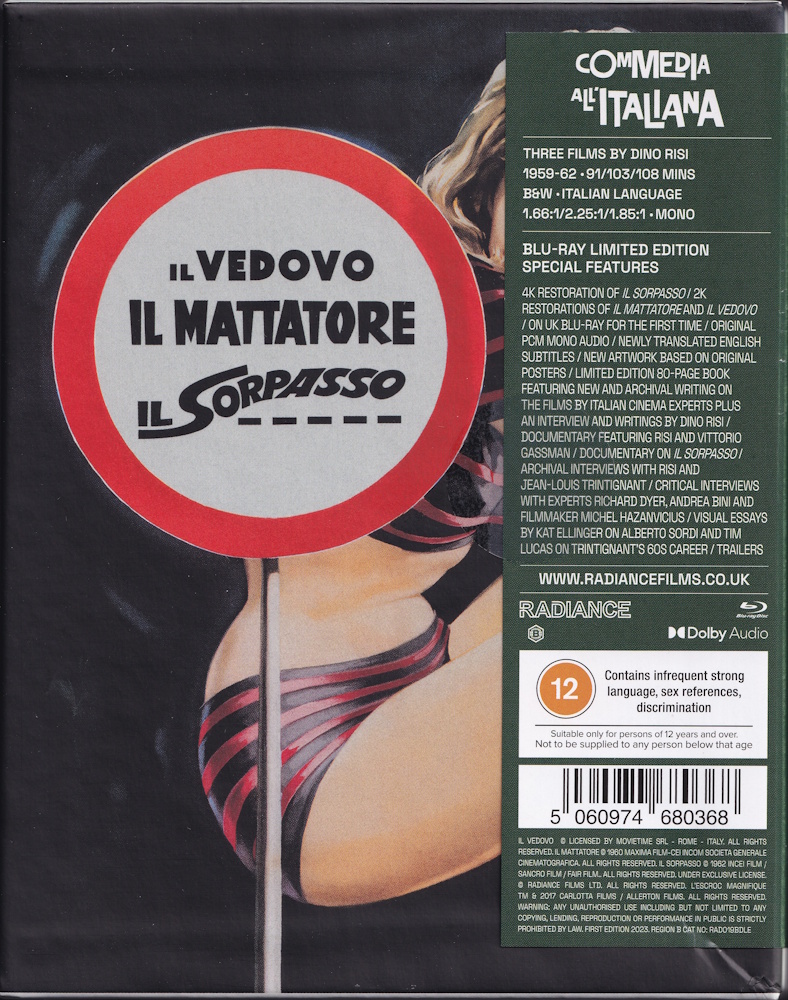 IL VEDOVO
IL MATTATORE
IL SORPASSO
COMMEDIA
ALL'ITALIANA
THREE FILMS BY DINO RISI
1959-62 • 91/103/108 MINS
B&W • ITALIAN LANGUAGE
1.66:1/2.25:1/1.85:1 • MONO
BLU-RAY LIMITED EDITION
SPECIAL FEATURES
4K RESTORATION OF IL SORPASSO / 2K
RESTORATIONS OF IL MATTATORE AND IL VEDOVO
/ ON UK BLU-RAY FOR THE FIRST TIME / ORIGINAL
PCM MONO AUDIO / NEWLY TRANSLATED ENGLISH
SUBTITLES / NEW ARTWORK BASED ON ORIGINAL
POSTERS / LIMITED EDITION 80-PAGE BOOK
FEATURING NEW AND ARCHIVAL WRITING ON
THE FILMS BY ITALIAN CINEMA EXPERTS PLUS
AN INTERVIEW AND WRITINGS BY DINO RISI /
DOCUMENTARY FEATURING RISI AND VITTORIO
GASSMAN / DOCUMENTARY ON IL SORPASSO /
ARCHIVAL INTERVIEWS WITH RISI AND
JEAN-LOUIS TRINTIGNANT / CRITICAL INTERVIEWS
WITH EXPERTS RICHARD DYER, ANDREA BINI AND
FILMMAKER MICHEL HAZANVICIUS / VISUAL ESSAYS
BY KAT ELLINGER ON ALBERTO SORDI AND TIM
LUCAS ON TRINTIGNANT'S 60S CAREER / TRAILERS
WWW.RADIANCEFILMS.CO.UK
RADIANCE
Blu-ray Disc
B
Dolby Audio
12
Contains infrequent strong
language, sex references,
discrimination
Suitable only for persons of 12 years and over.
Not to be supplied to any person below that age
5 060974 680368
IL VEDOVO © LICENSED BY MOVIETIME SRL - ROME - ITALY. ALL RIGHTS
RESERVED. IL MATTATORE © 1960 MAXIMA FILM-CEI INCOM SOCIETA GENERALE
CINEMATOGRAFICA. ALL RIGHTS RESERVED. IL SORPASSO © 1962 INCEI FILM /
SANCRO FILM / FAIR FILM.. ALL RIGHTS RESERVED. UNDER EXCLUSIVE LICENSE.
© RADIANCE FILMS LTD. ALL RIGHTS RESERVED. L'ESCROC MAGNIFIQUE
TM & 2017 CARLOTTA FILMS / ALLERTON FILMS. ALL RIGHTS RESERVED.
WARNING: ANY UNAUTHORISED USE INCLUDING BUT NOT LIMITED TO ANY
COPYING, LENDING, REPRODUCTION OR PERFORMANCE IN PUBLIC IS STRICTLY
PROHIBITED BY LAW. FIRST EDITION 2023. REGION B CAT NO: RAD019BDLE